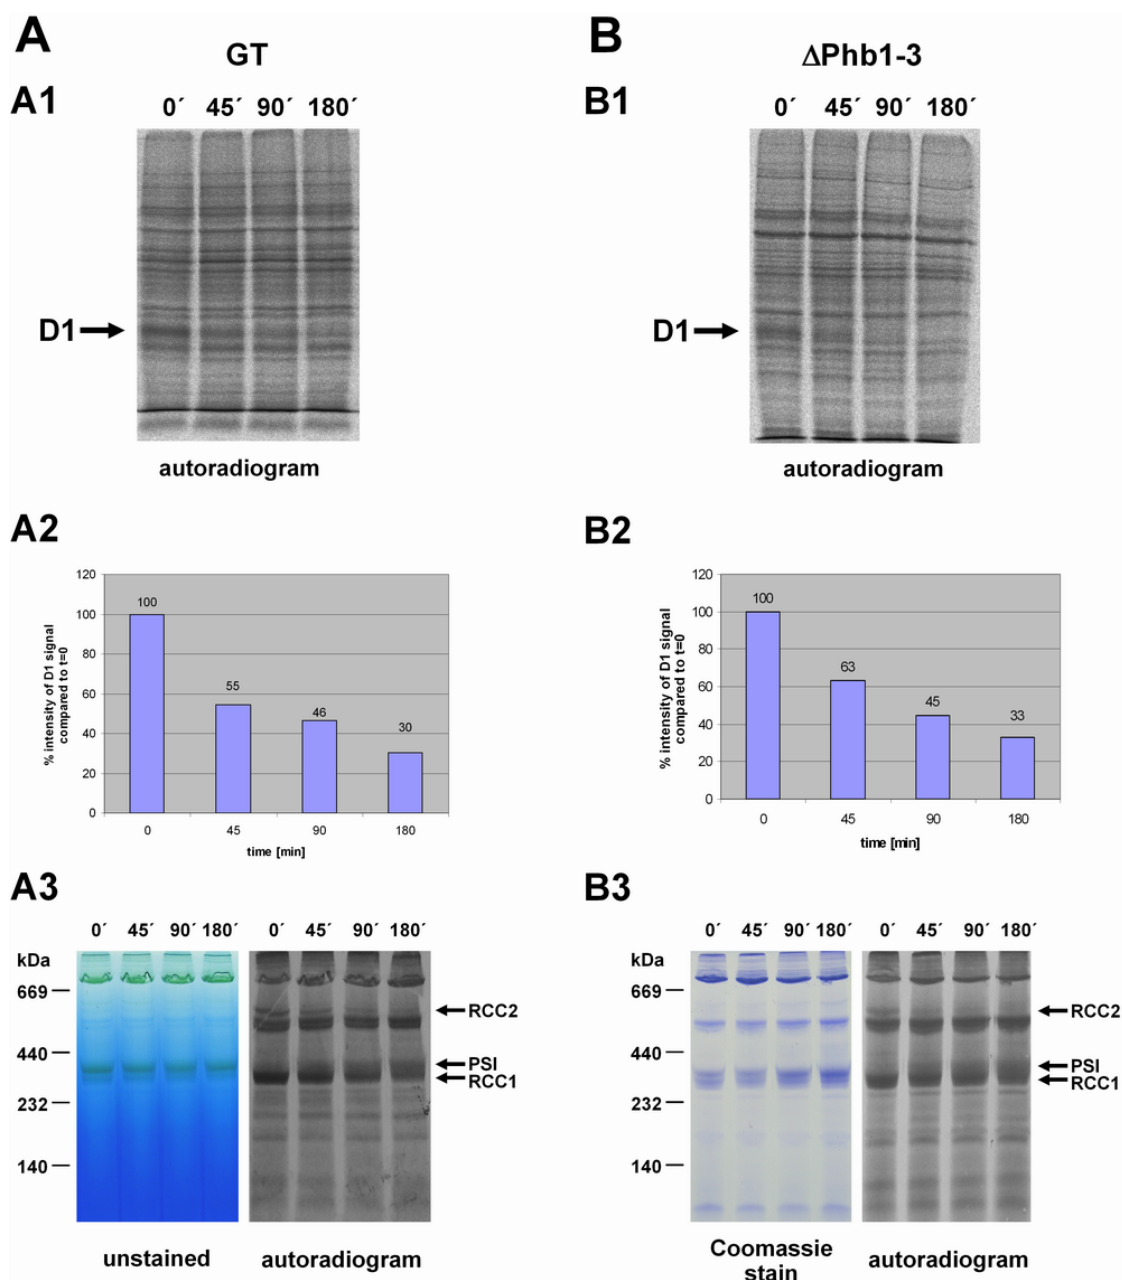 A
GT
A1
0´ 45´ 90´ 180´
D1
autoradiogram
B
ΔPhb1-3
B1
0´ 45´ 90´ 180´
D1
autoradiogram
A2
% intensity of D1 signal
compared to t=0
120
100
80
60
40
20
0
100
55
46
30
0 45 90 180
time [min]
B2
% intensity of D1 signal
compared to t=0
120
100
80
60
40
20
0
100
63
45
33
0 45 90 180
time [min]
A3
0´ 45´ 90´ 180´ 0´ 45´ 90´ 180´
kDa
669
440
232
140
RCC2
PSI
RCC1
unstained autoradiogram
B3
0´ 45´ 90´ 180´ 0´ 45´ 90´ 180´
kDa
669
440
232
140
RCC2
PSI
RCC1
Coomassie
stain
autoradiogram